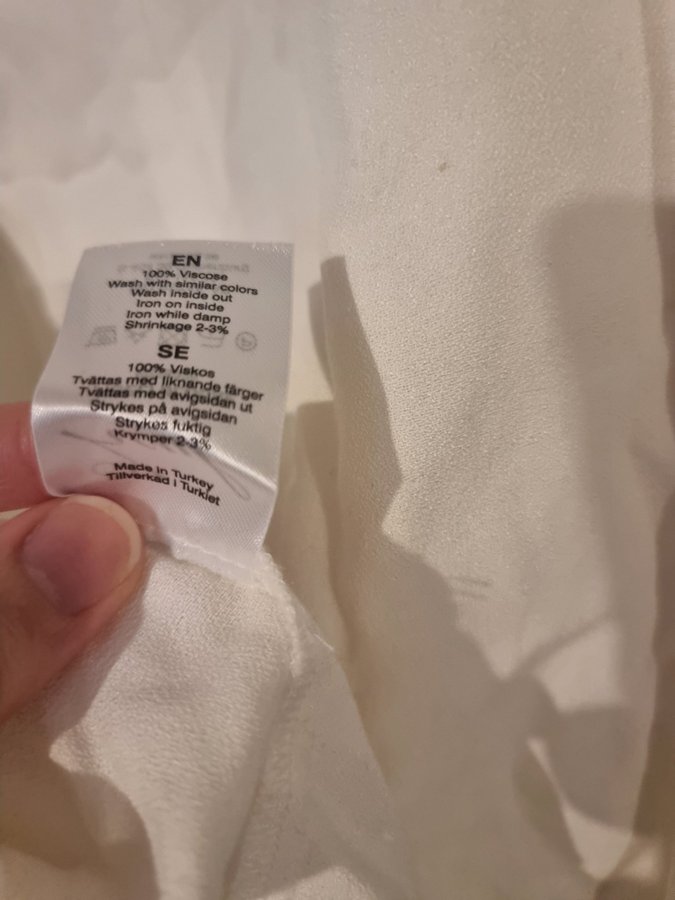 EN
100% Viscose
Wash with similar colors
Wash inside out
Iron on inside
Iron while damp
Shrinkage 2-3%
SE
100% Viskos
Tvättas med liknande färger
Tvättas med avigsidan ut
Strykes på avigsidan
Strykes fuktig
Krymper 2-3%
Made in Turkey
Tillverkad i Turkiet